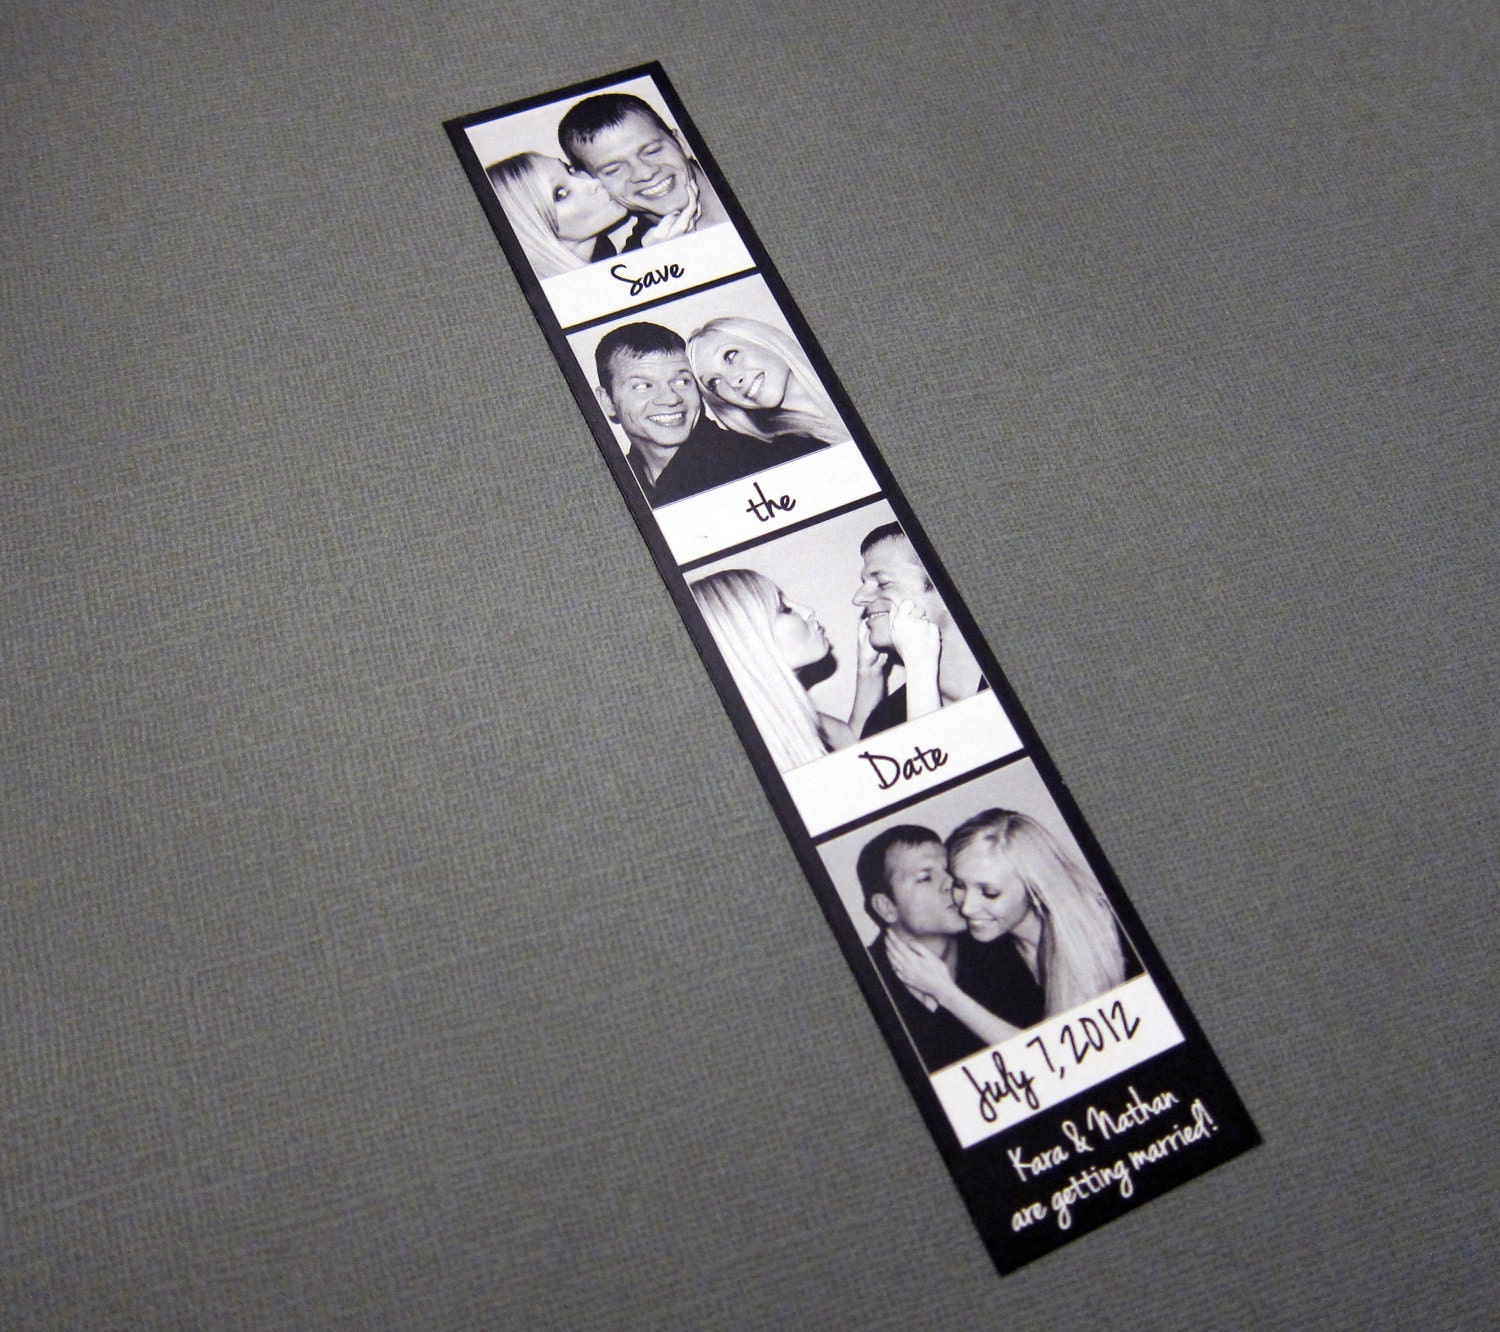 Save
the
Date
July 7, 2012
Kara & Nathan
are getting married!